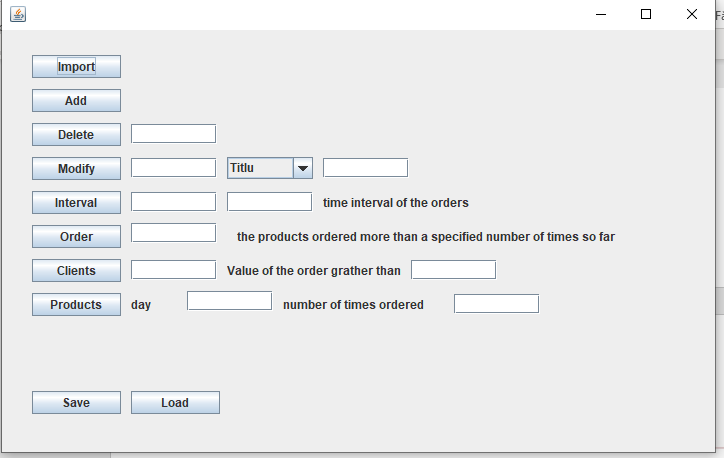 Import
Add
Delete
Modify Titlu
Interval time interval of the orders
Order the products ordered more than a specified number of times so far
Clients Value of the order grather than
Products day number of times ordered
Save Load